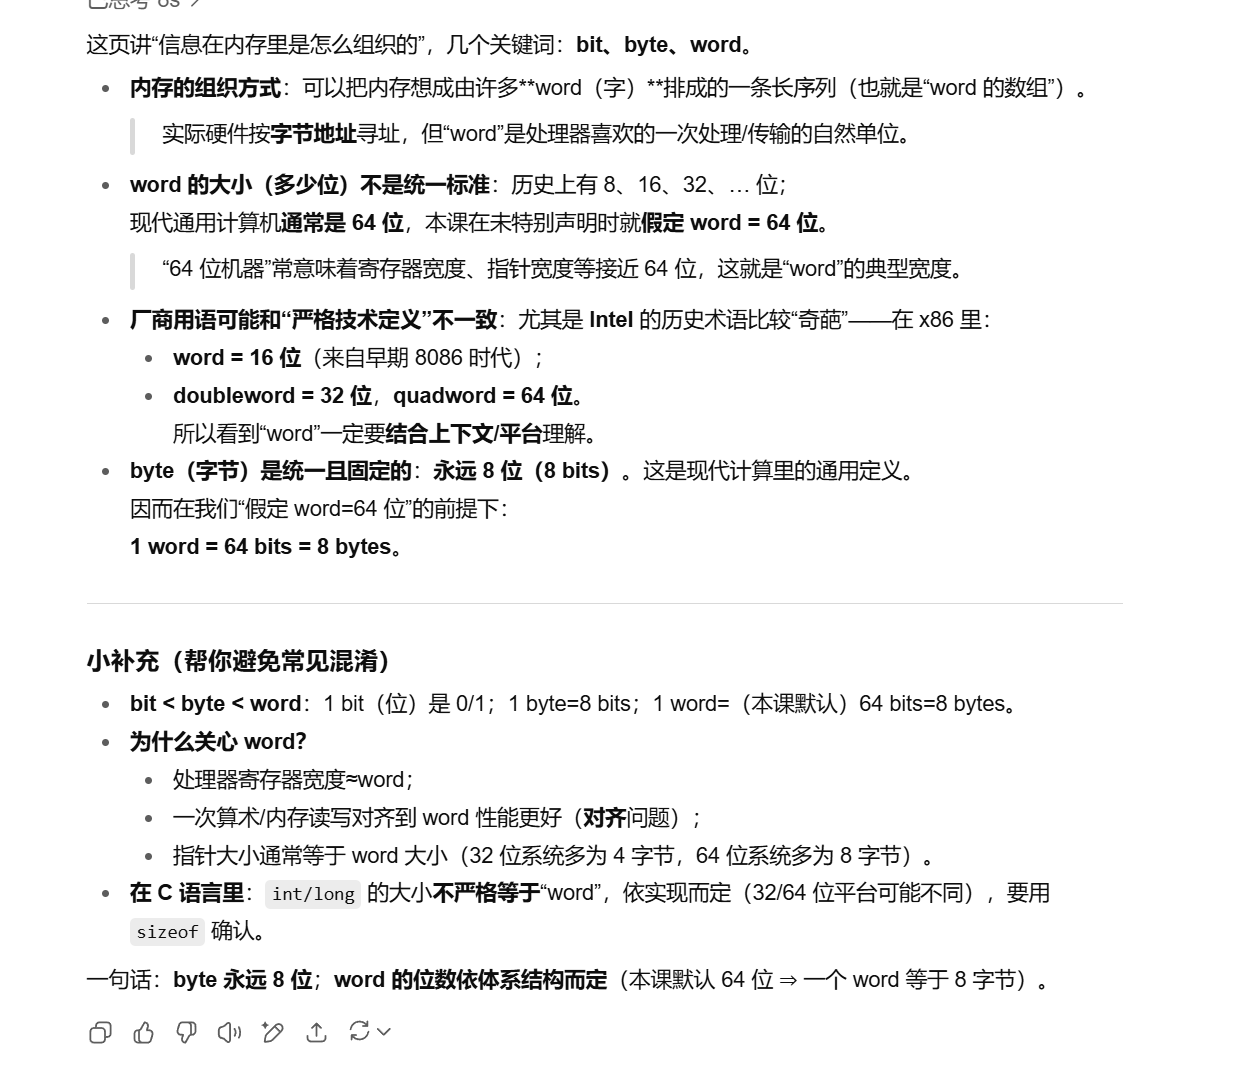 已思考 6s >
这页讲“信息在内存里是怎么组织的”，几个关键词：bit、byte、word。
内存的组织方式：可以把内存想成由许多**word（字）**排成的一条长序列（也就是“word 的数组”）。
实际硬件按字节地址寻址，但“word”是处理器喜欢的一次处理/传输的自然单位。
word 的大小（多少位）不是统一标准：历史上有 8、16、32、… 位；
现代通用计算机通常是 64 位，本课在未特别声明时就假定 word = 64 位。
“64 位机器”常意味着寄存器宽度、指针宽度等接近 64 位，这就是“word”的典型宽度。
厂商用语可能和“严格技术定义”不一致：尤其是 Intel 的历史术语比较“奇葩”——在 x86 里：
word = 16 位（来自早期 8086 时代）；
doubleword = 32 位，quadword = 64 位。
所以看到“word”一定要结合上下文/平台理解。
byte（字节）是统一且固定的：永远 8 位（8 bits）。这是现代计算里的通用定义。
因而在我们“假定 word=64 位”的前提下：
1 word = 64 bits = 8 bytes。
小补充（帮你避免常见混淆）
bit < byte < word：1 bit（位）是 0/1；1 byte=8 bits；1 word=（本课默认）64 bits=8 bytes。
为什么关心 word？
处理器寄存器宽度≈word；
一次算术/内存读写对齐到 word 性能更好（对齐问题）；
指针大小通常等于 word 大小（32 位系统多为 4 字节，64 位系统多为 8 字节）。
在 C 语言里：int/long 的大小不严格等于“word”，依实现而定（32/64 位平台可能不同），要用
sizeof 确认。
一句话：byte 永远 8 位；word 的位数依体系结构而定（本课默认 64 位 ⇒ 一个 word 等于 8 字节）。